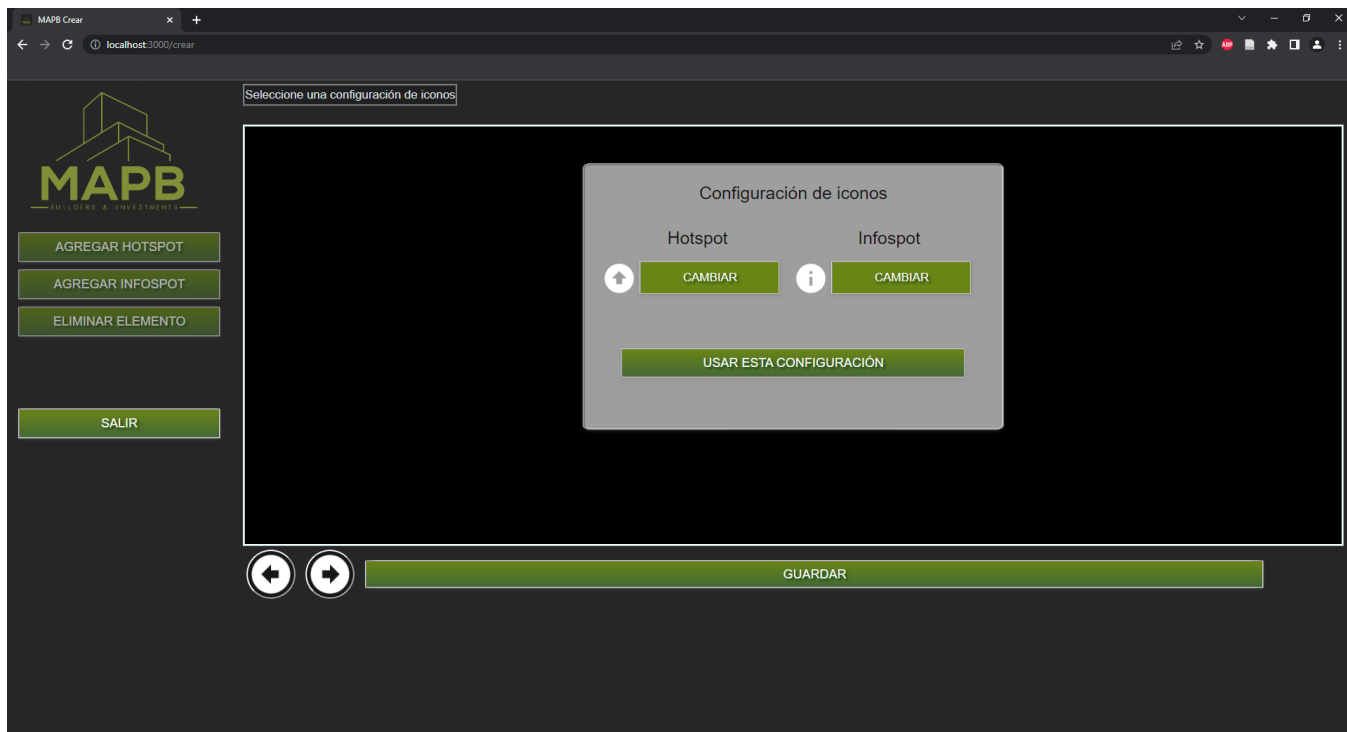 MAPB Crear
localhost:3000/crear
ABP
Seleccione una configuración de iconos
MAPB
BUILDERS & INVESTMENTS
AGREGAR HOTSPOT
AGREGAR INFOSPOT
ELIMINAR ELEMENTO
SALIR
Configuración de iconos
Hotspot Infospot
CAMBIAR CAMBIAR
USAR ESTA CONFIGURACIÓN
GUARDAR